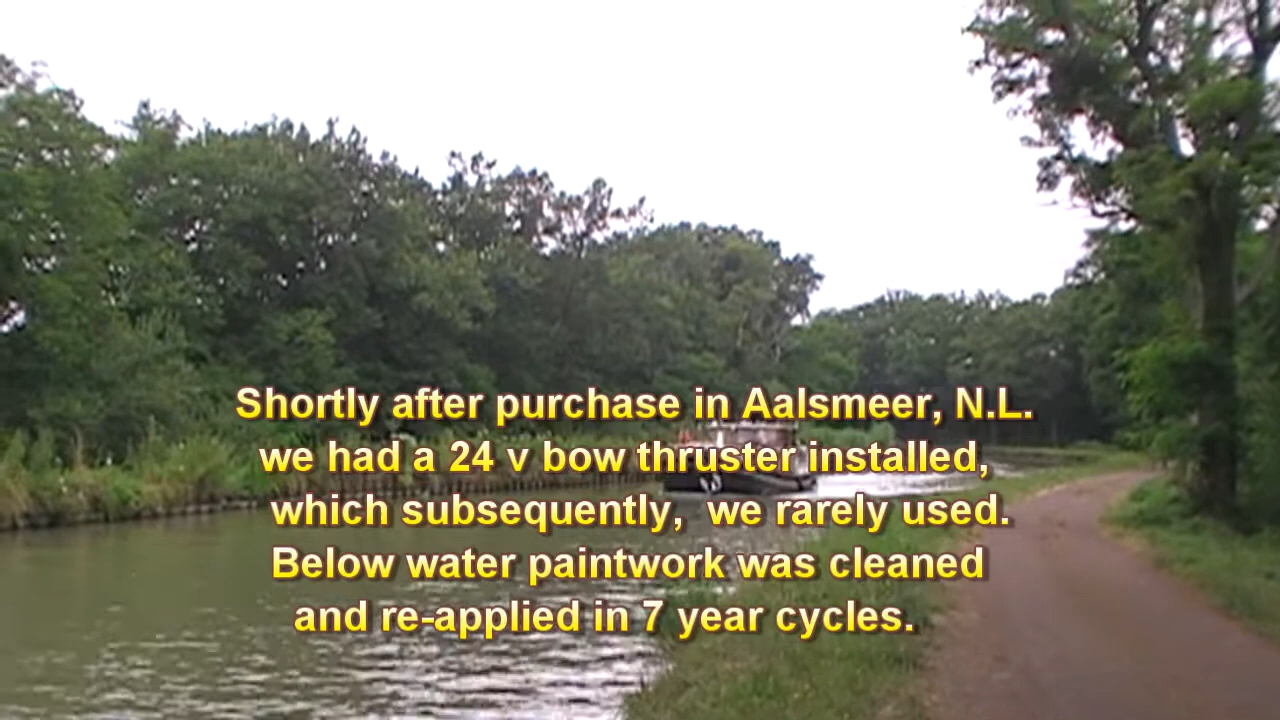 Shortly after purchase in Aalsmeer, N.L.
we had a 24 v bow thruster installed,
which subsequently,  we rarely used.
Below water paintwork was cleaned
and re-applied in 7 year cycles.